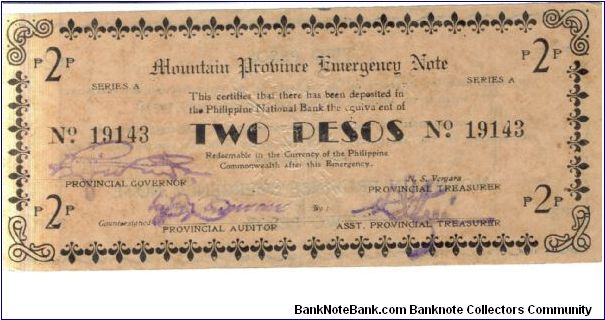 P2P P2P
Mountain Province Emergency Note
SERIES A SERIES A
This certifies that there has been deposited in
the Philippine National Bank the equivalent of
No 19143 TWO PESOS No 19143
Redeemable in the Currency of the Philippine
Commonwealth after this Emergency.
N. S. Vergara
PROVINCIAL GOVERNOR PROVINCIAL TREASURER
P2P P2P
Countersigned By:
PROVINCIAL AUDITOR ASST. PROVINCIAL TREASURER
BankNoteBank.com Banknote Collectors Community